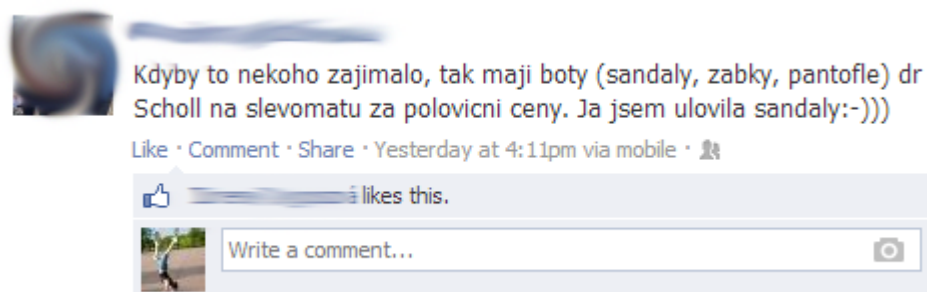 Kdyby to nekoho zajimalo, tak maji boty (sandaly, zabky, pantofle) dr
Scholl na slevomatu za polovicni ceny. Ja jsem ulovila sandaly:-)))
Like · Comment · Share · Yesterday at 4:11pm via mobile ·
likes this.
Write a comment...